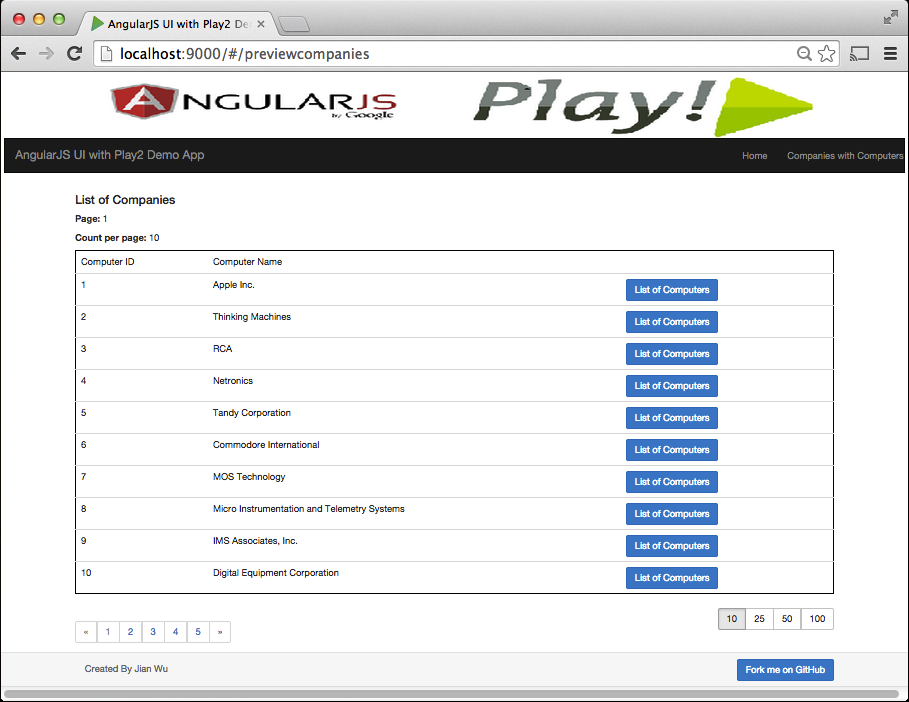 AngularJS UI with Play2 De
localhost:9000/#/previewcompanies
ANGULARJS
by Google
Play!
AngularJS UI with Play2 Demo App
Home
Companies with Computers
List of Companies
Page: 1
Count per page: 10
Computer ID Computer Name
1 Apple Inc. List of Computers
2 Thinking Machines List of Computers
3 RCA List of Computers
4 Netronics List of Computers
5 Tandy Corporation List of Computers
6 Commodore International List of Computers
7 MOS Technology List of Computers
8 Micro Instrumentation and Telemetry Systems List of Computers
9 IMS Associates, Inc. List of Computers
10 Digital Equipment Corporation List of Computers
10 25 50 100
« 1 2 3 4 5 »
Created By Jian Wu
Fork me on GitHub